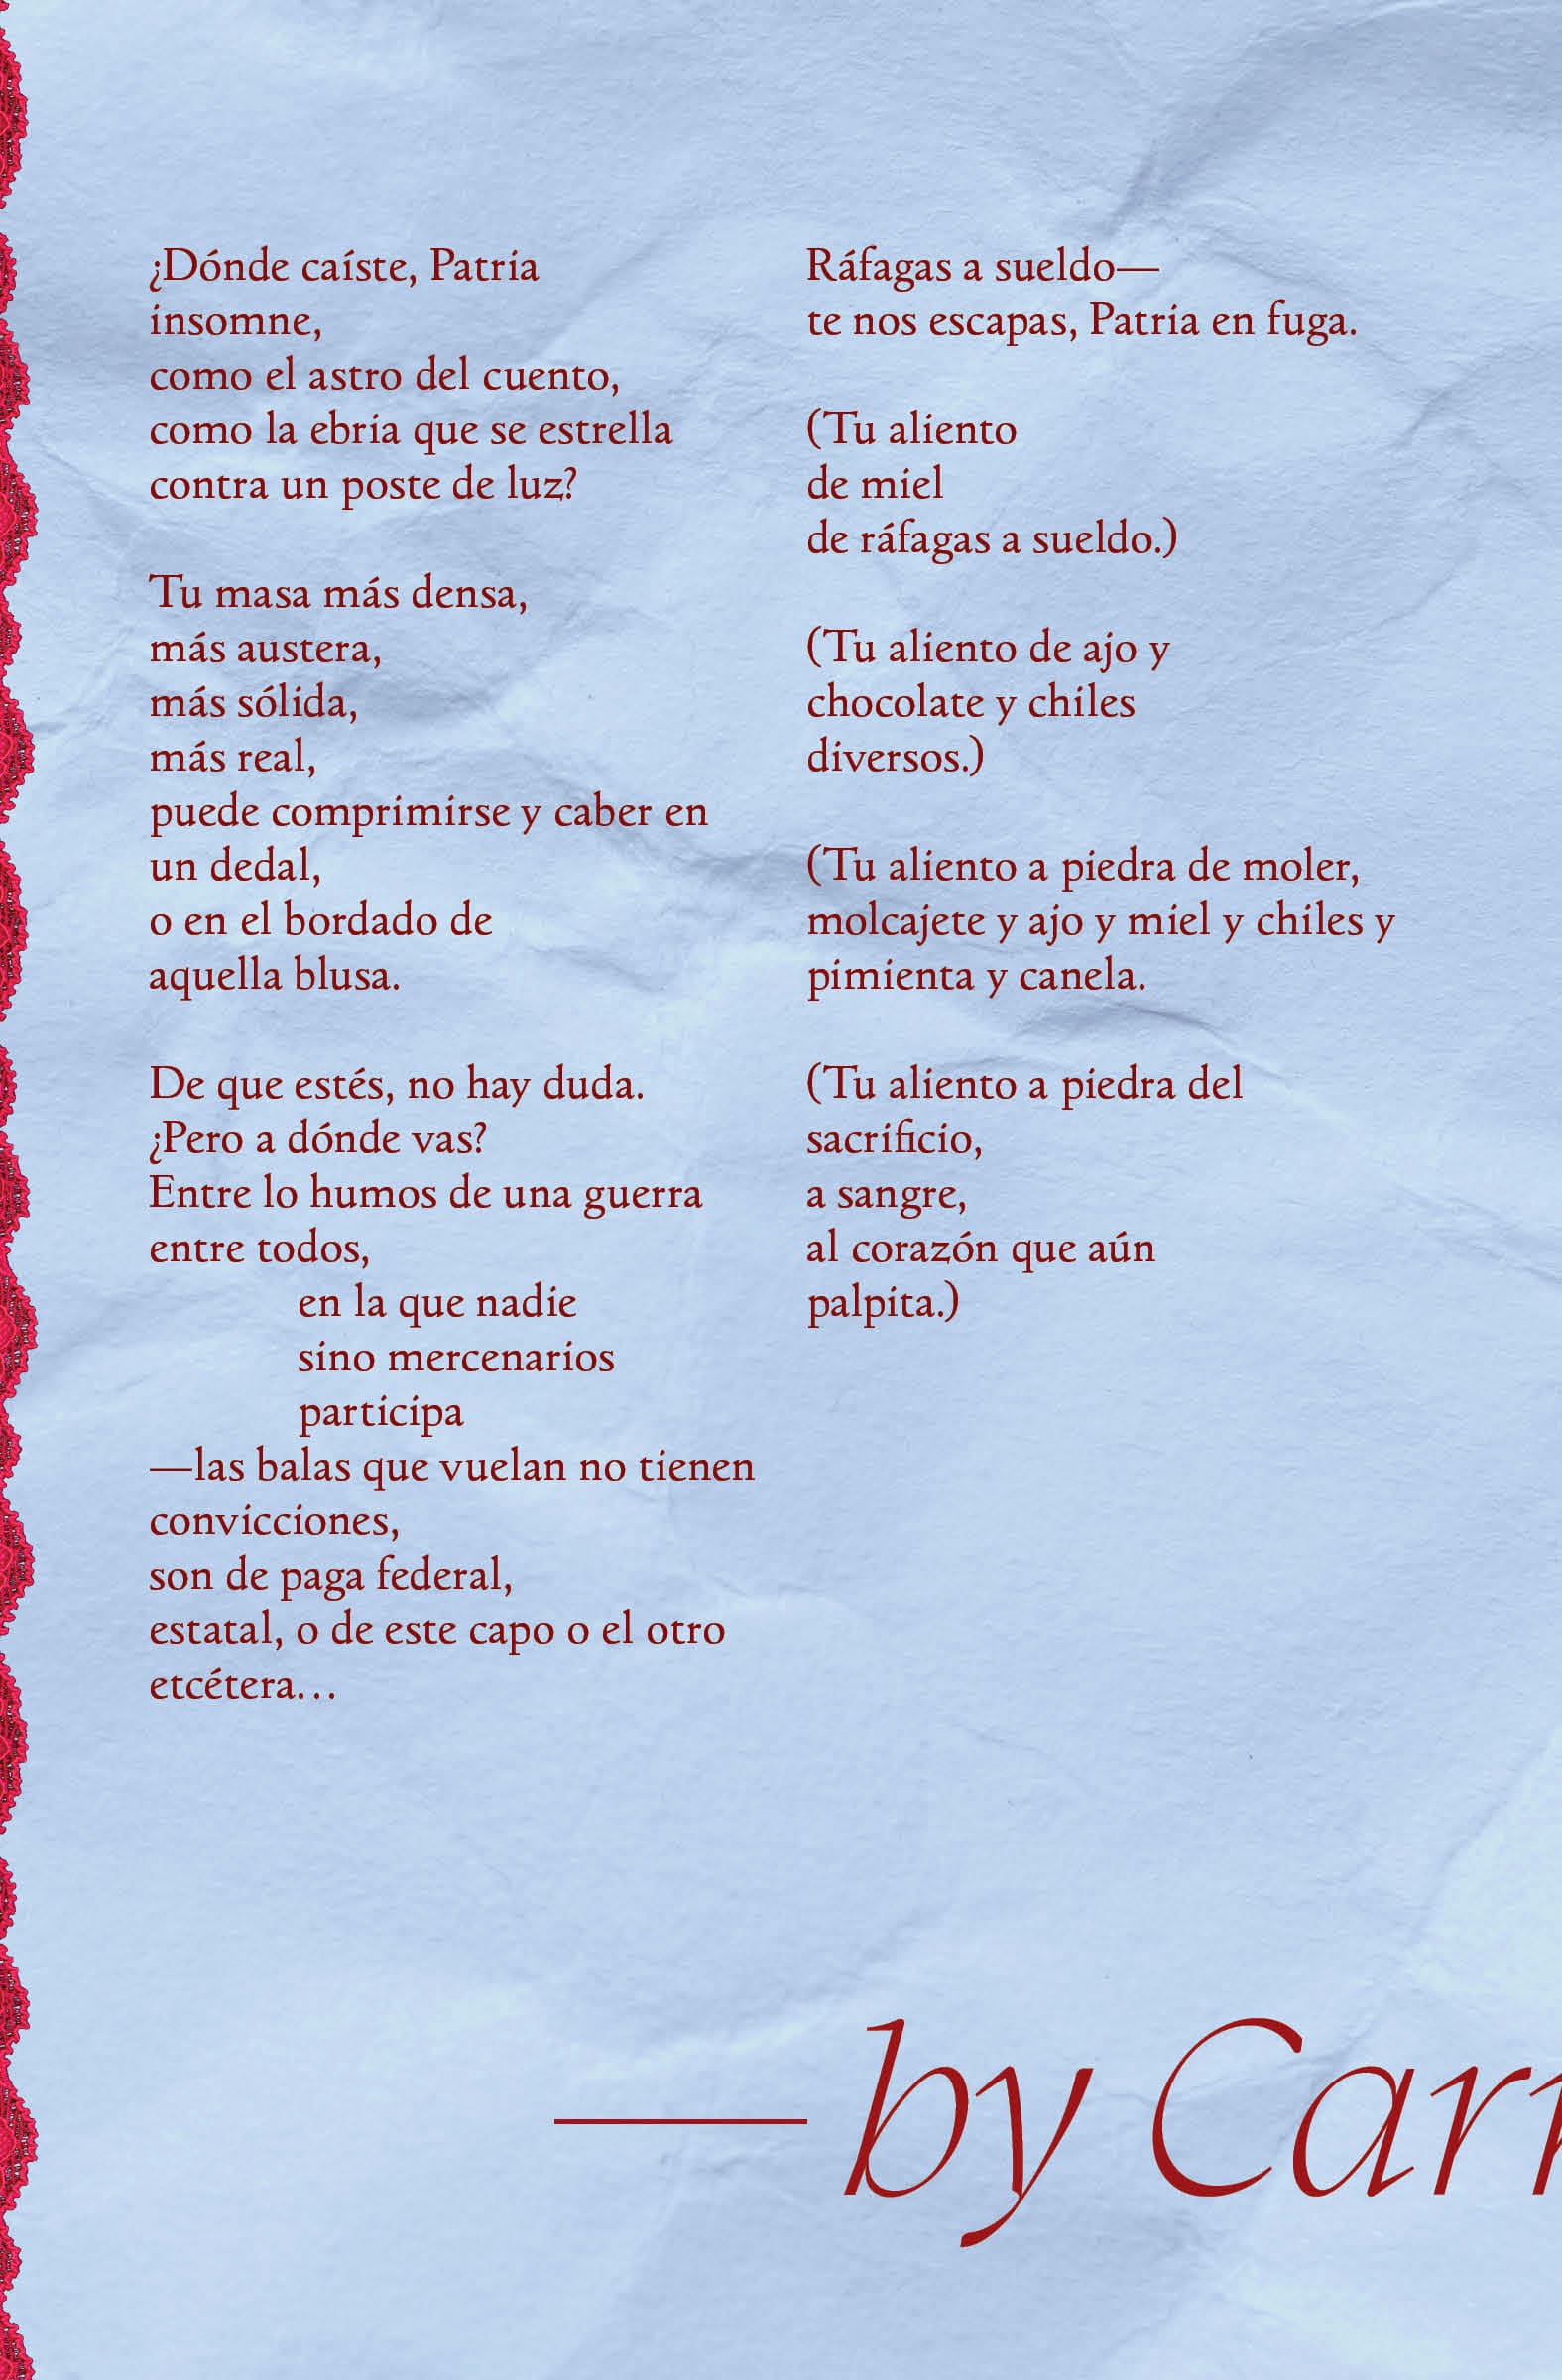 ¿Dónde caíste, Patria
insomne,
como el astro del cuento,
como la ebria que se estrella
contra un poste de luz?
Tu masa más densa,
más austera,
más sólida,
más real,
puede comprimirse y caber en
un dedal,
o en el bordado de
aquella blusa.
De que estés, no hay duda.
¿Pero a dónde vas?
Entre lo humos de una guerra
entre todos,
en la que nadie
sino mercenarios
participa
—las balas que vuelan no tienen
convicciones,
son de paga federal,
estatal, o de este capo o el otro
etcétera…
Ráfagas a sueldo—
te nos escapas, Patria en fuga.
(Tu aliento
de miel
de ráfagas a sueldo.)
(Tu aliento de ajo y
chocolate y chiles
diversos.)
(Tu aliento a piedra de moler,
molcajete y ajo y miel y chiles y
pimienta y canela.
(Tu aliento a piedra del
sacrificio,
a sangre,
al corazón que aún
palpita.)
— by